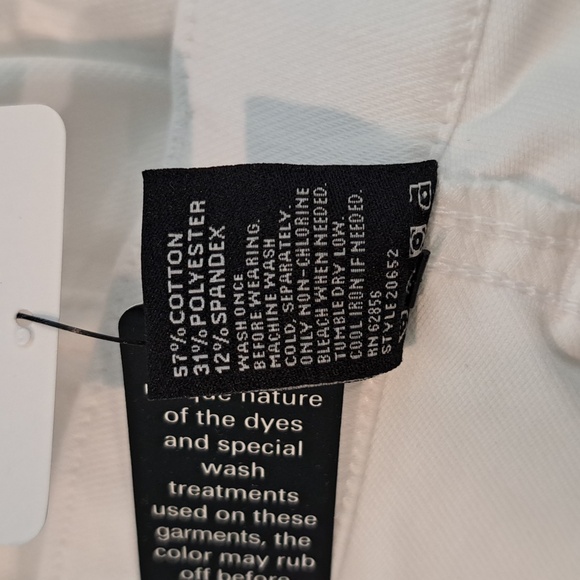 57% COTTON
31% POLYESTER
12% SPANDEX
WASH ONCE
BEFORE WEARING.
MACHINE WASH
COLD, SEPARATELY.
ONLY NON-CHLORINE
BLEACH WHEN NEEDED.
TUMBLE DRY LOW.
COOL IRON IF NEEDED.
RN 62856
STYLE 20652
nature
of the dyes
and special
wash
treatments
used on these
garments, the
color may rub
off before